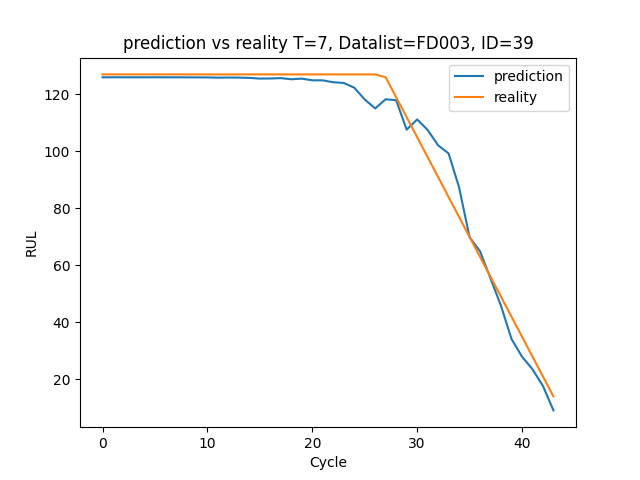 prediction vs reality T=7, Datalist=FD003, ID=39
prediction
reality
120
100
80
60
40
20
RUL
0
10
20
30
40
Cycle